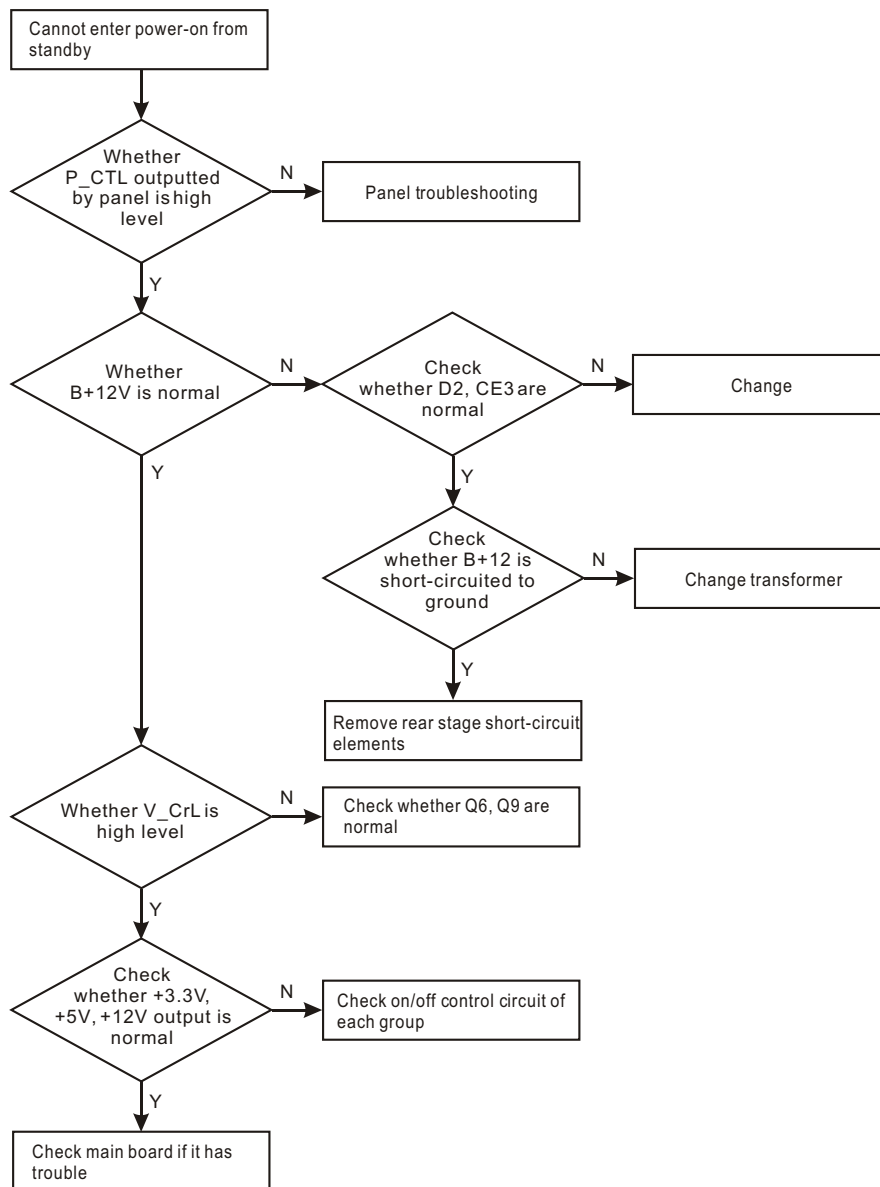 Cannot enter power-on from
standby
Whether
P_CTL outputted
by panel is high
level
N
Panel troubleshooting
Y
Whether
B+12V is normal
N
Check
whether D2, CE3 are
normal
N
Change
Y
Y
Check
whether B+12 is
short-circuited to
ground
N
Change transformer
Y
Remove rear stage short-circuit
elements
Whether V_CrL is
high level
N
Check whether Q6, Q9 are
normal
Y
Check
whether +3.3V,
+5V, +12V output is
normal
N
Check on/off control circuit of
each group
Y
Check main board if it has
trouble